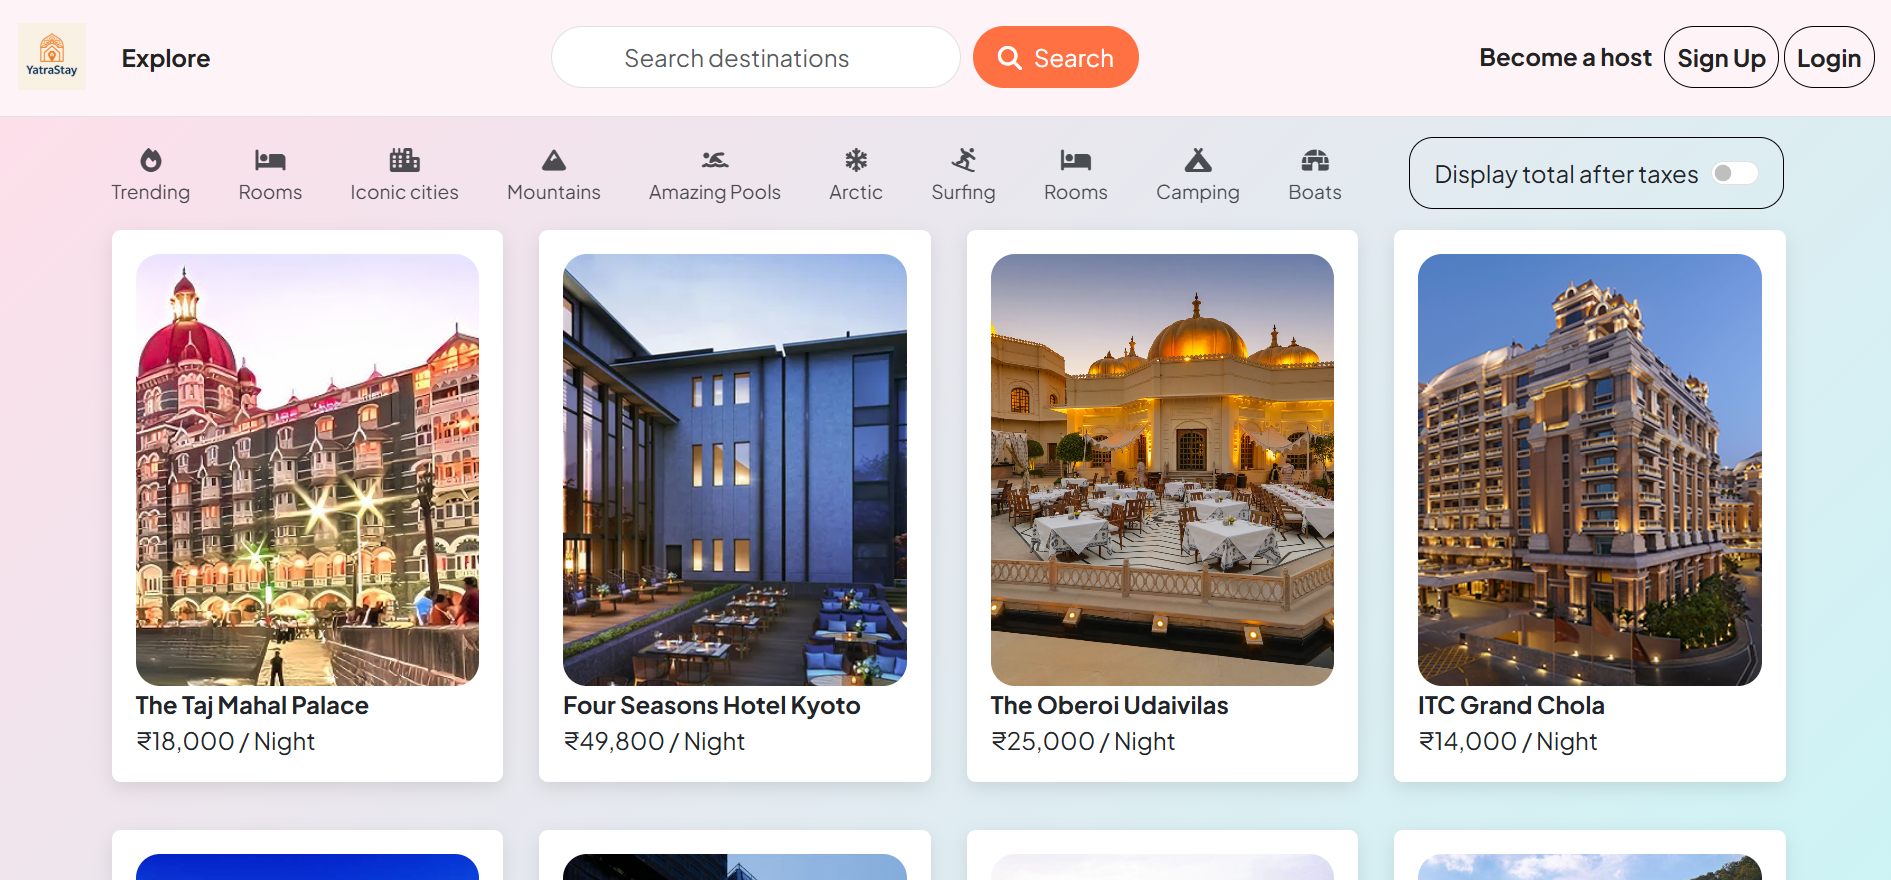 YatraStay
Explore
Search destinations
Search
Become a host
Sign Up
Login
Trending
Rooms
Iconic cities
Mountains
Amazing Pools
Arctic
Surfing
Rooms
Camping
Boats
Display total after taxes
The Taj Mahal Palace
₹18,000 / Night
Four Seasons Hotel Kyoto
₹49,800 / Night
The Oberoi Udaivilas
₹25,000 / Night
ITC Grand Chola
₹14,000 / Night